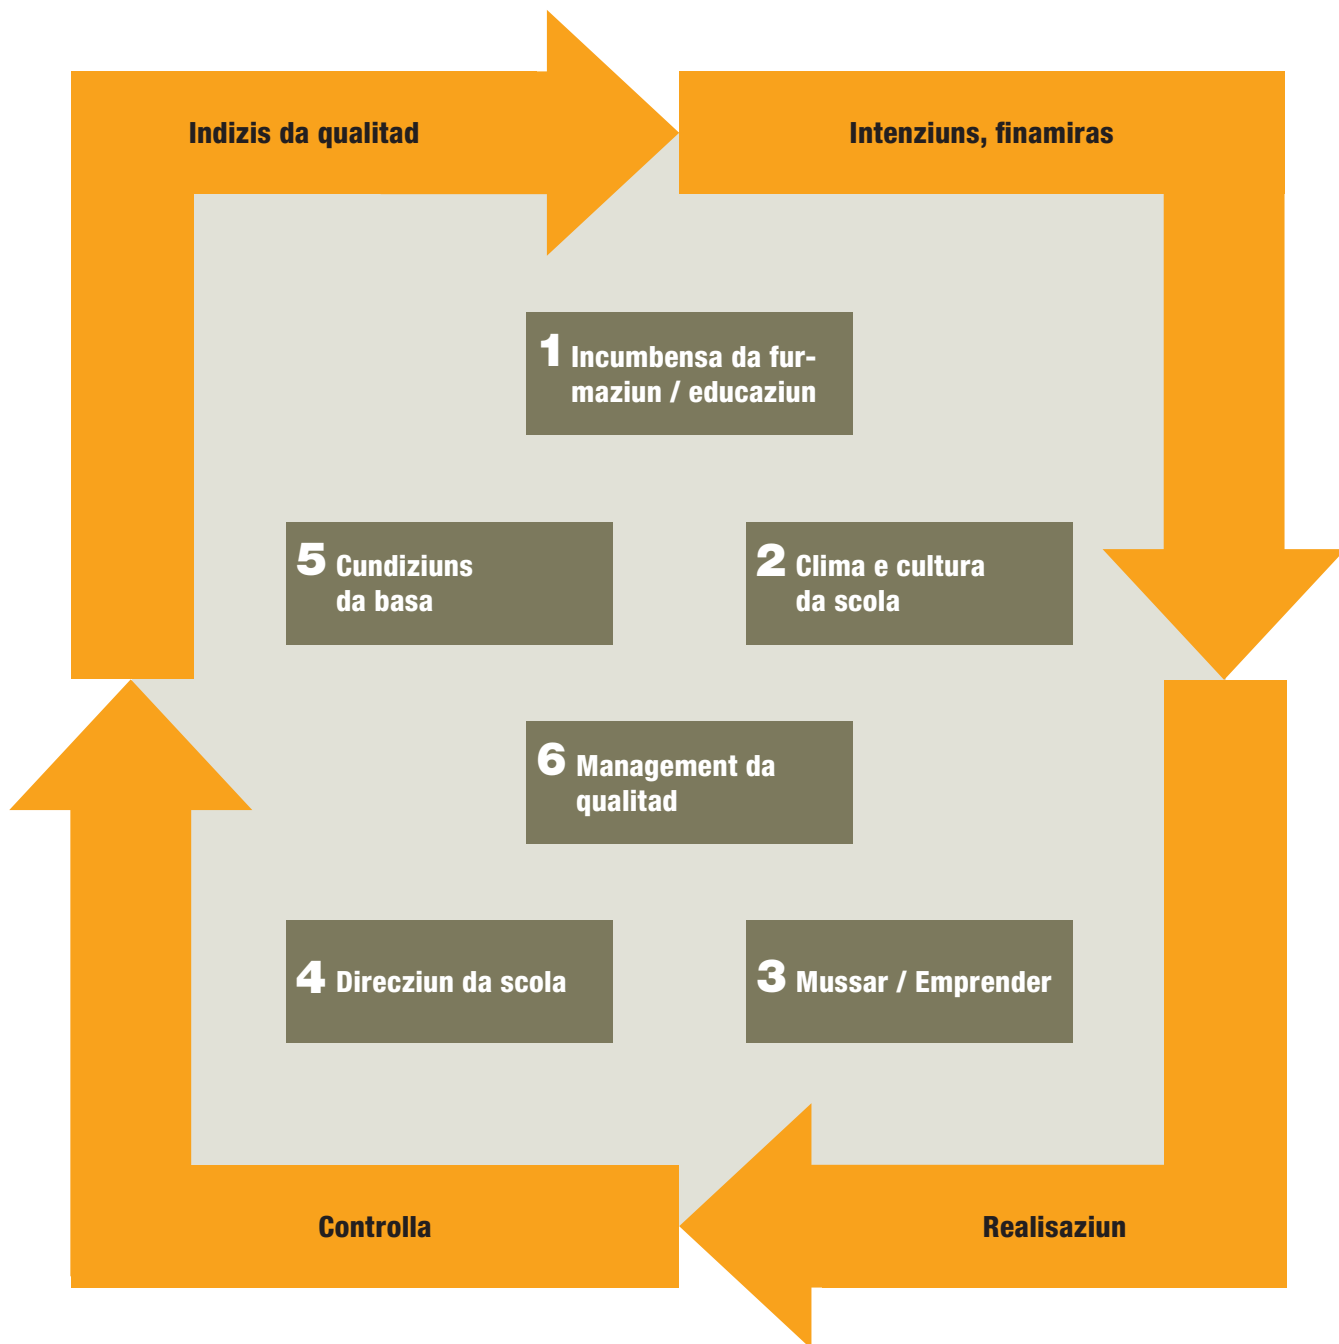 Indizis da qualitad
Intenziuns, finamiras
1 Incumbensa da fur-
maziun / educaziun
5 Cundiziuns
da basa
2 Clima e cultura
da scola
6 Management da
qualitad
4 Direcziun da scola
3 Mussar / Emprender
Controlla
Realisaziun